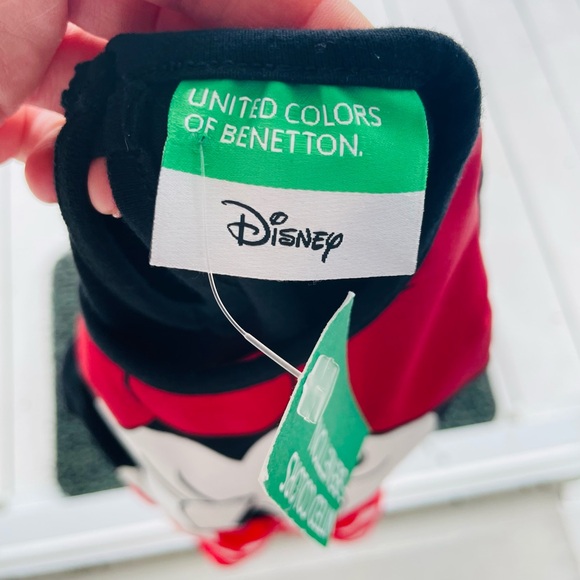 UNITED COLORS
OF BENETTON.
Disney